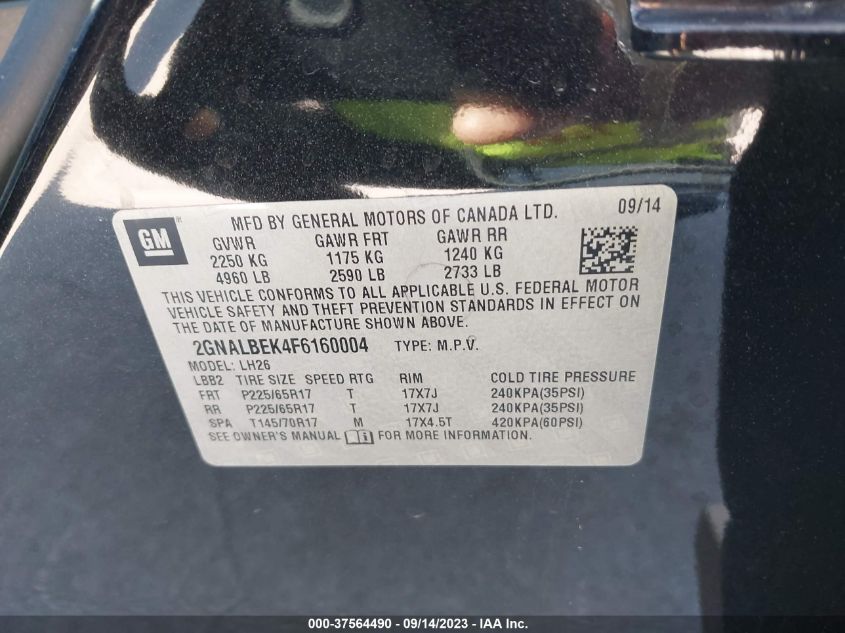 GM
MFD BY GENERAL MOTORS OF CANADA LTD. 09/14
GVWR GAWR FRT GAWR RR
2250 KG 1175 KG 1240 KG
4960 LB 2590 LB 2733 LB
THIS VEHICLE CONFORMS TO ALL APPLICABLE U.S. FEDERAL MOTOR
VEHICLE SAFETY AND THEFT PREVENTION STANDARDS IN EFFECT ON
THE DATE OF MANUFACTURE SHOWN ABOVE.
2GNALBEK4F6160004 TYPE: M.P.V.
MODEL: LH26
LBB2 TIRE SIZE SPEED RTG RIM COLD TIRE PRESSURE
FRT P225/65R17 T 17X7J 240KPA(35PSI)
RR P225/65R17 T 17X7J 240KPA(35PSI)
SPA T145/70R17 M 17X4.5T 420KPA(60PSI)
SEE OWNER'S MANUAL FOR MORE INFORMATION.
000-37564490 - 09/14/2023 - IAA Inc.